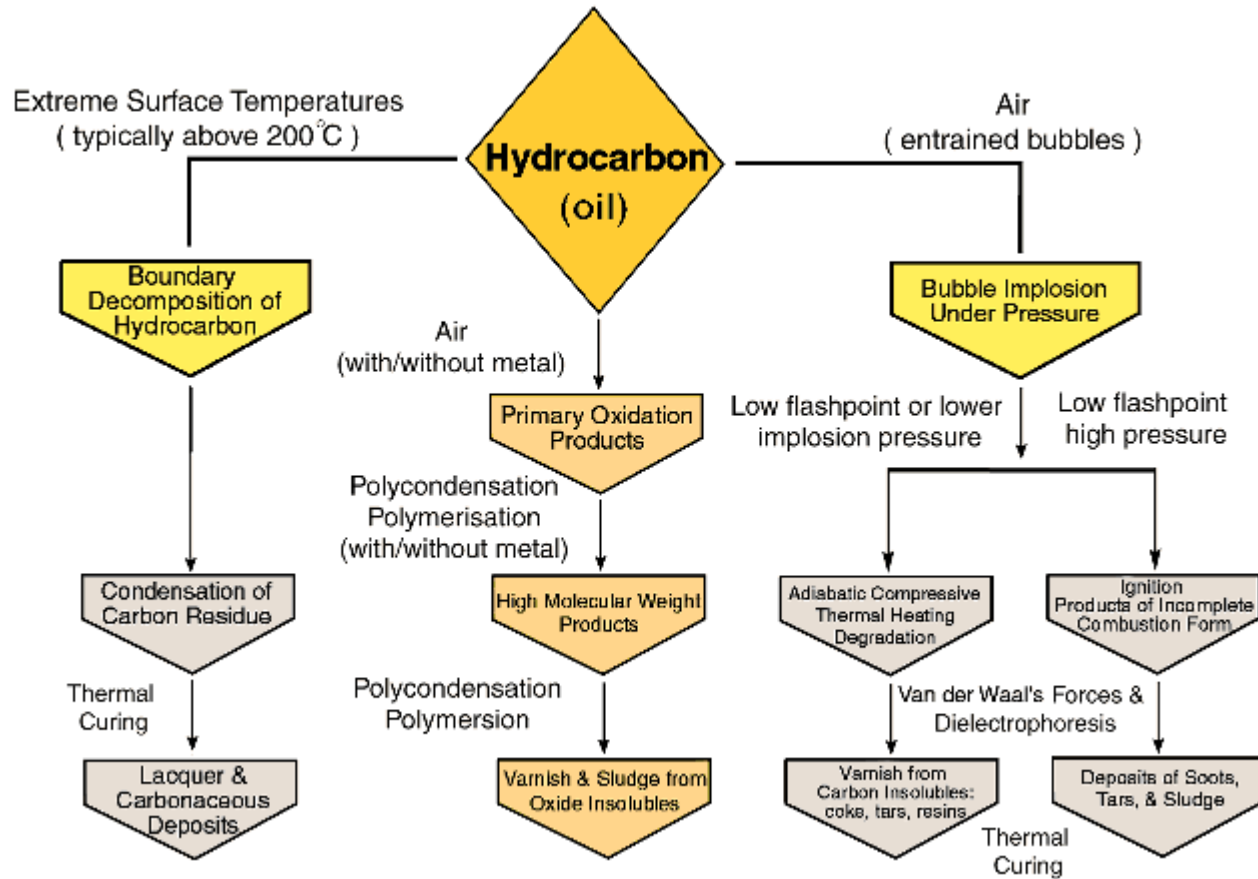 Extreme Surface Temperatures
( typically above 200°C )
Hydrocarbon
(oil)
Air
( entrained bubbles )
Boundary
Decomposition of
Hydrocarbon
Bubble Implosion
Under Pressure
Air
(with/without metal)
Primary Oxidation
Products
Low flashpoint or lower
implosion pressure
Low flashpoint
high pressure
Polycondensation
Polymerisation
(with/without metal)
Condensation of
Carbon Residue
High Molecular Weight
Products
Adiabatic Compressive
Thermal Heating
Degradation
Ignition
Products of Incomplete
Combustion Form
Thermal
Curing
Polycondensation
Polymersion
Van der Waal's Forces &
Dielectrophoresis
Lacquer &
Carbonaceous
Deposits
Varnish & Sludge from
Oxide Insolubles
Varnish from
Carbon Insolubles:
coke, tars, resins
Deposits of Soots,
Tars, & Sludge
Thermal
Curing